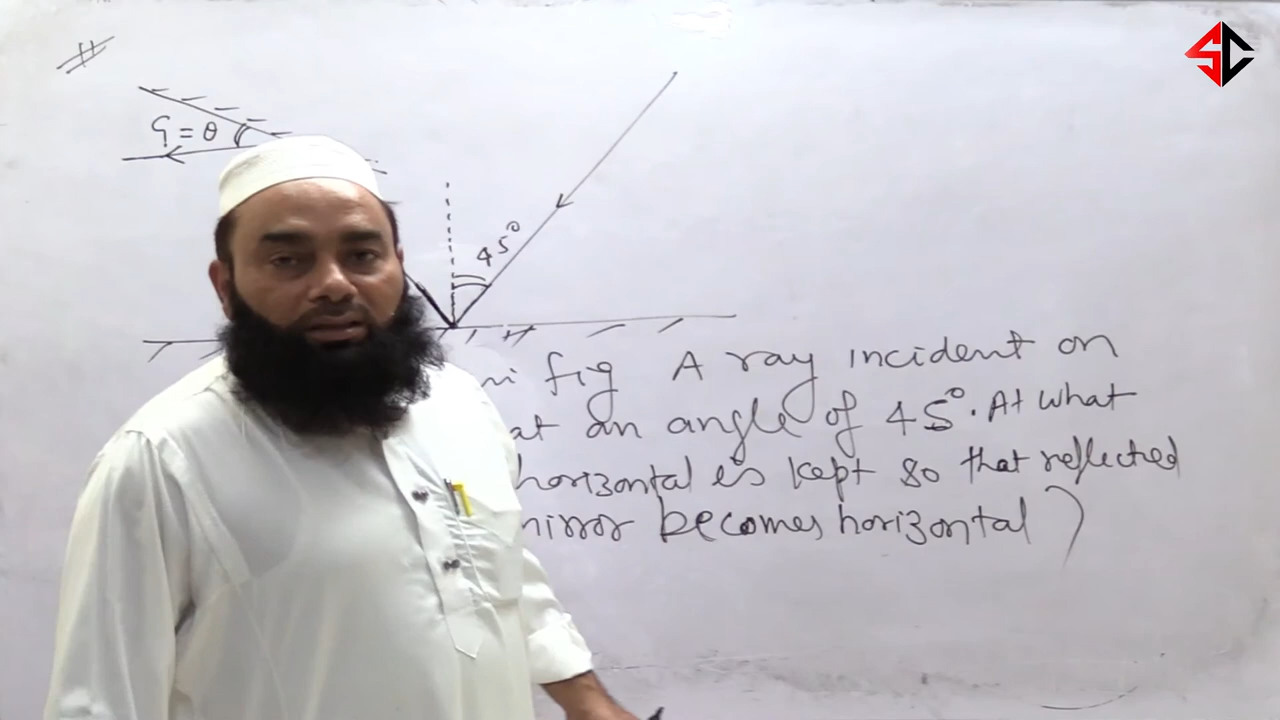 = θ
45°
fig A ray incident on
at an angle of 45°. At what
horizontal is kept so that reflected
mirror becomes horizontal)
SC